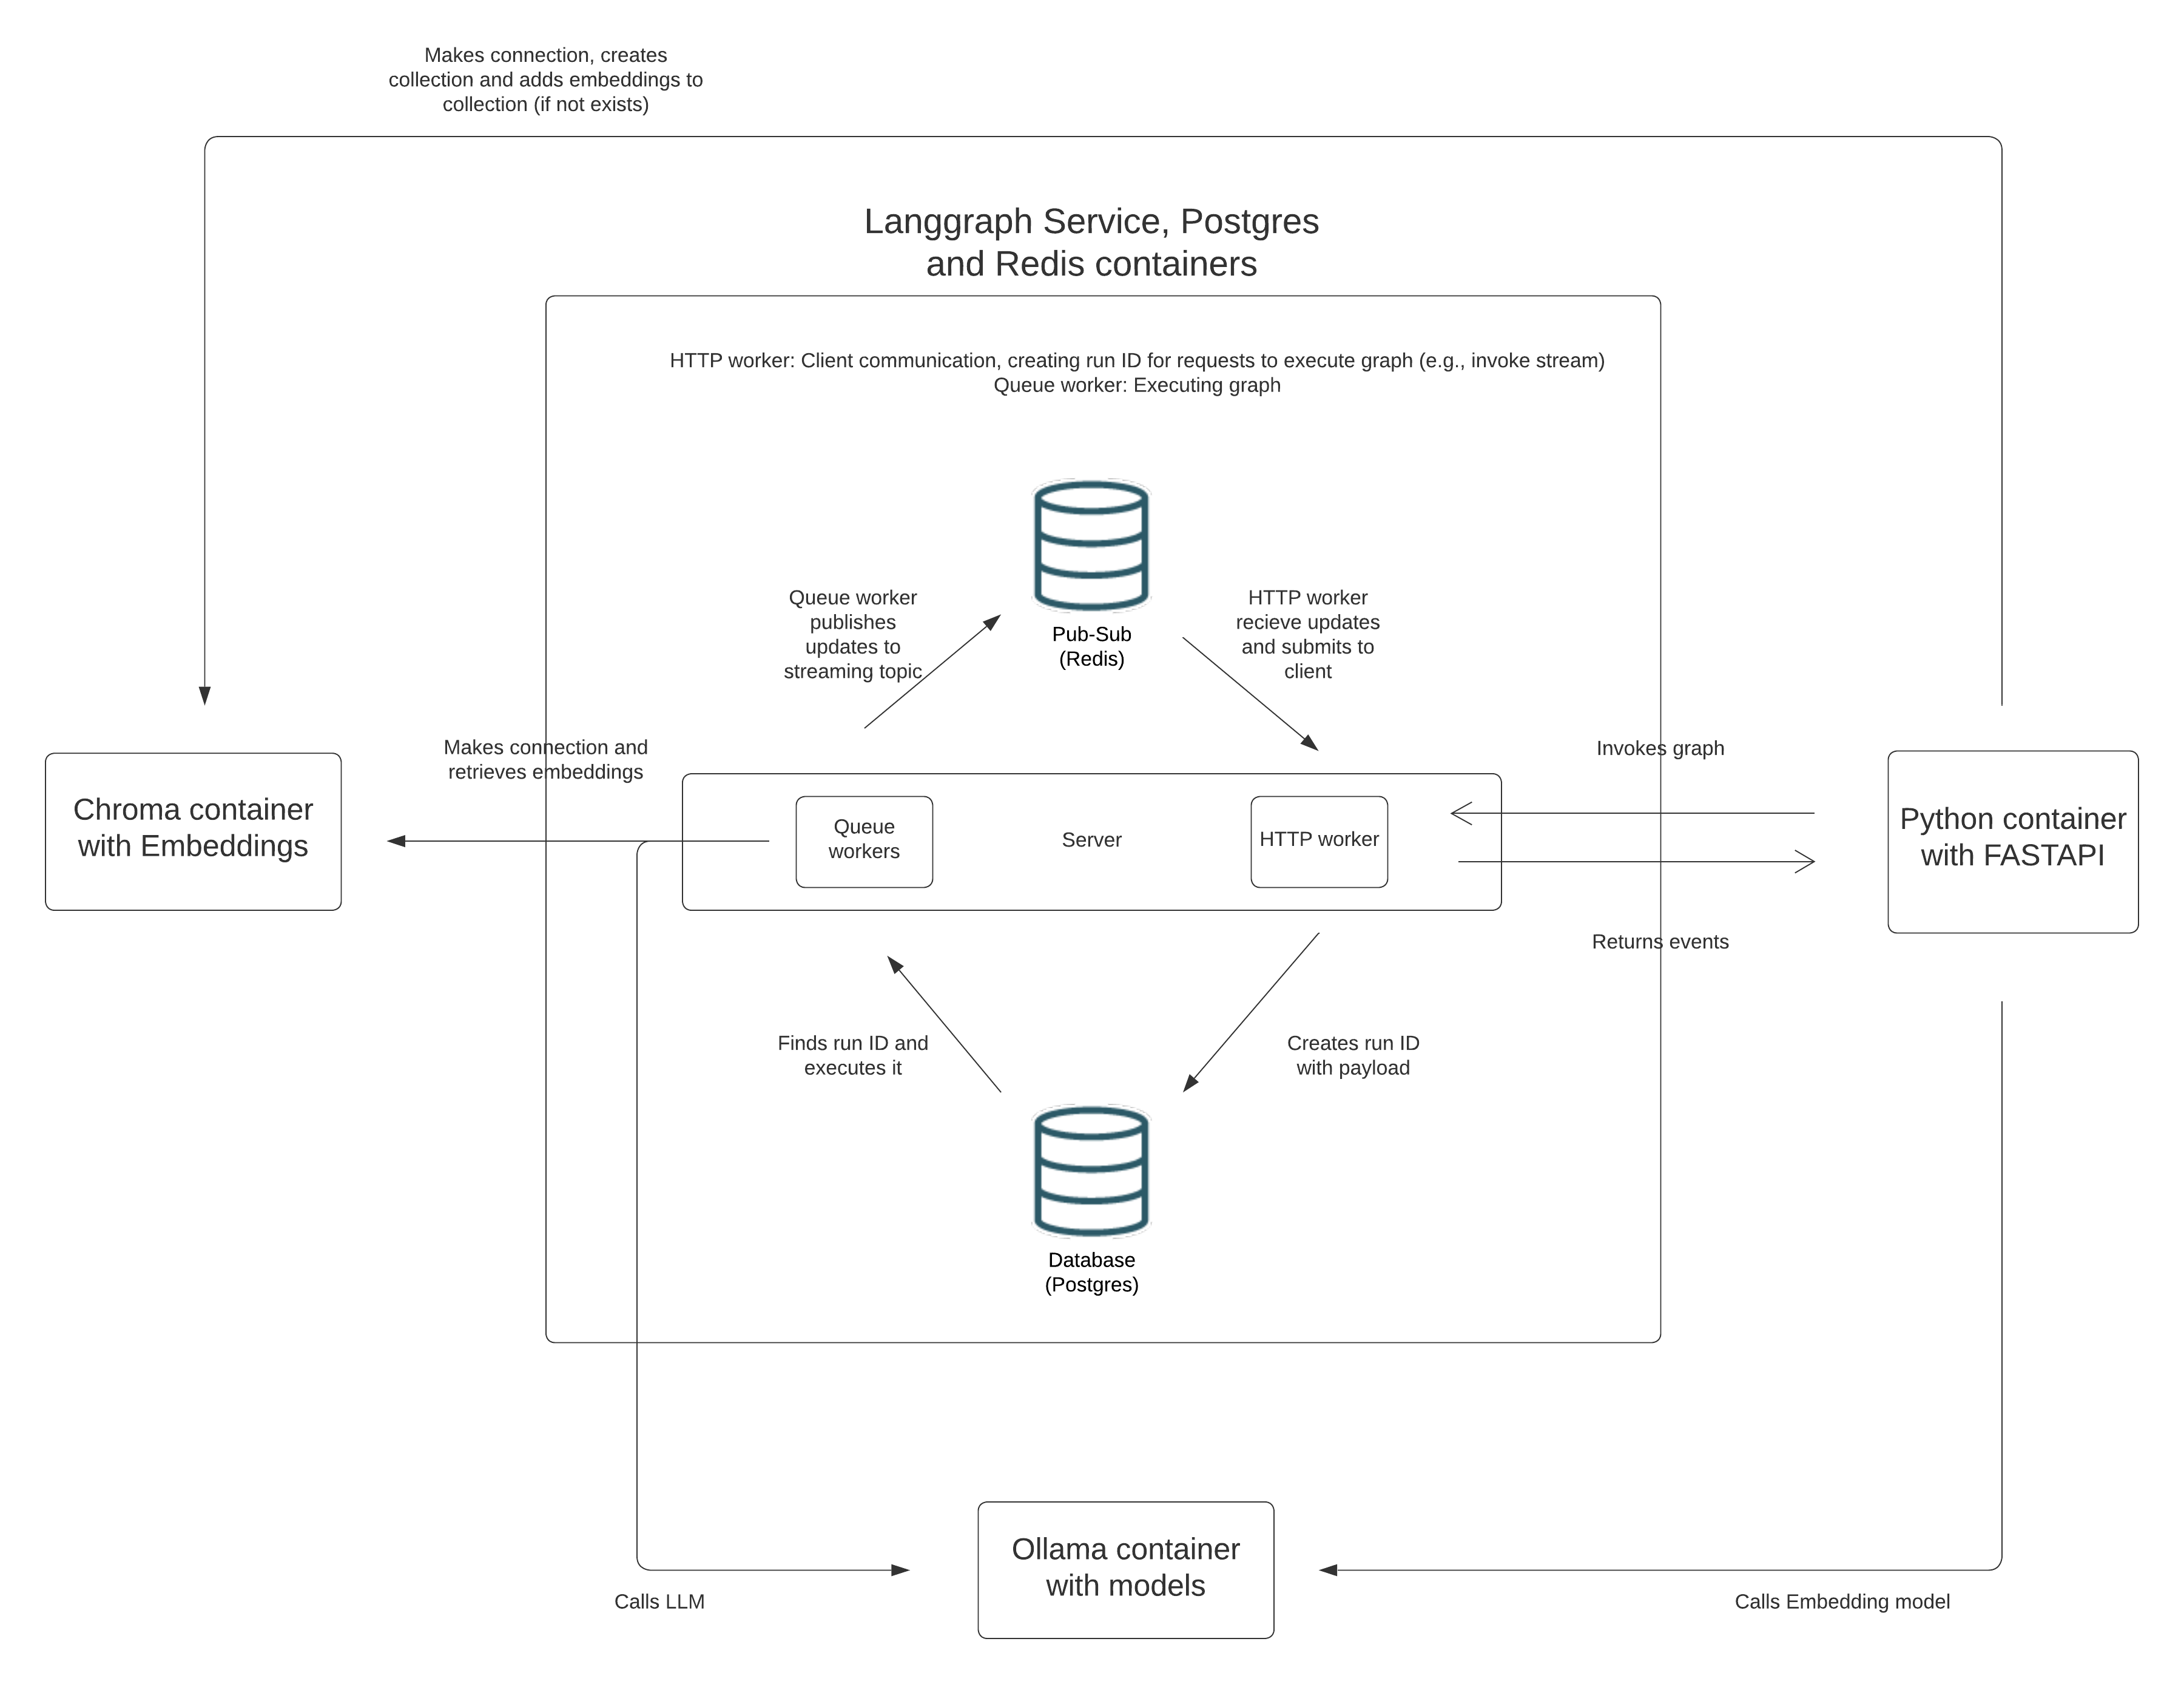 Makes connection, creates
collection and adds embeddings to
collection (if not exists)
Langgraph Service, Postgres
and Redis containers
HTTP worker: Client communication, creating run ID for requests to execute graph (e.g., invoke stream)
Queue worker: Executing graph
Queue worker
publishes
updates to
streaming topic
Pub-Sub
(Redis)
HTTP worker
recieve updates
and submits to
client
Makes connection and
retrieves embeddings
Invokes graph
Chroma container
with Embeddings
Queue
workers
Server
HTTP worker
Python container
with FASTAPI
Returns events
Finds run ID and
executes it
Creates run ID
with payload
Database
(Postgres)
Ollama container
with models
Calls LLM
Calls Embedding model